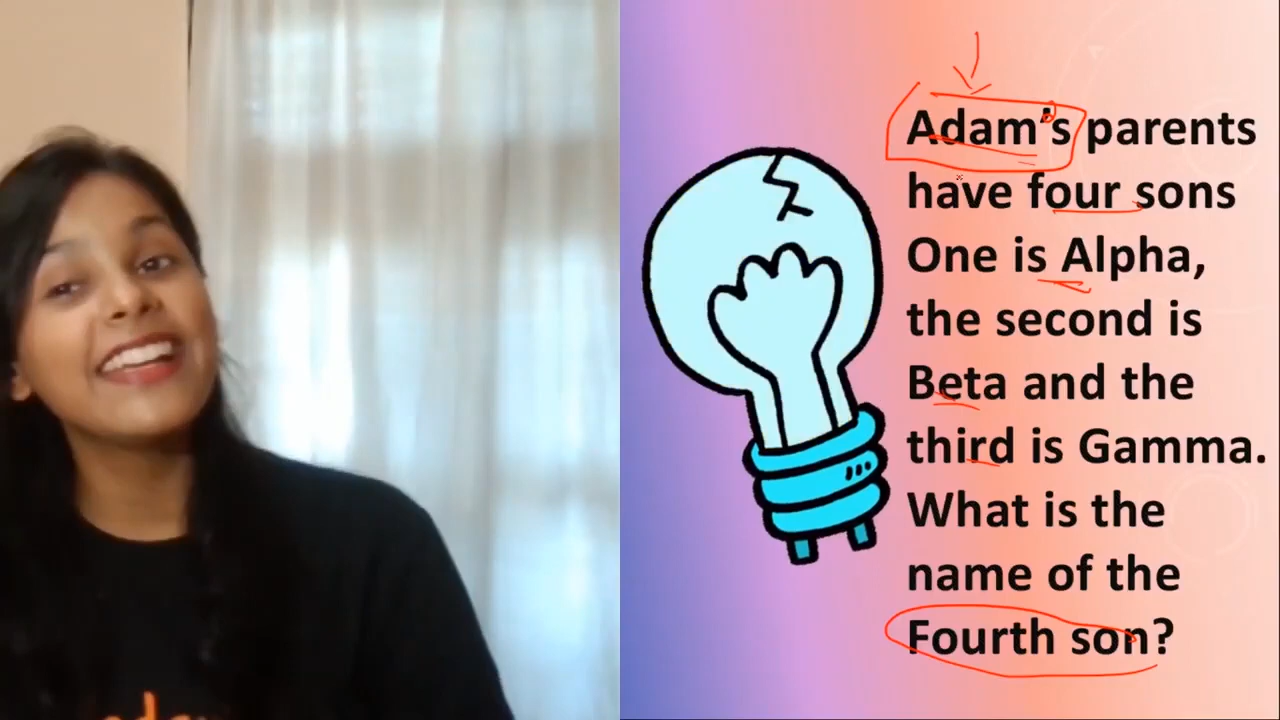 Adam's parents
have four sons
One is Alpha,
the second is
Beta and the
third is Gamma.
What is the
name of the
Fourth son?